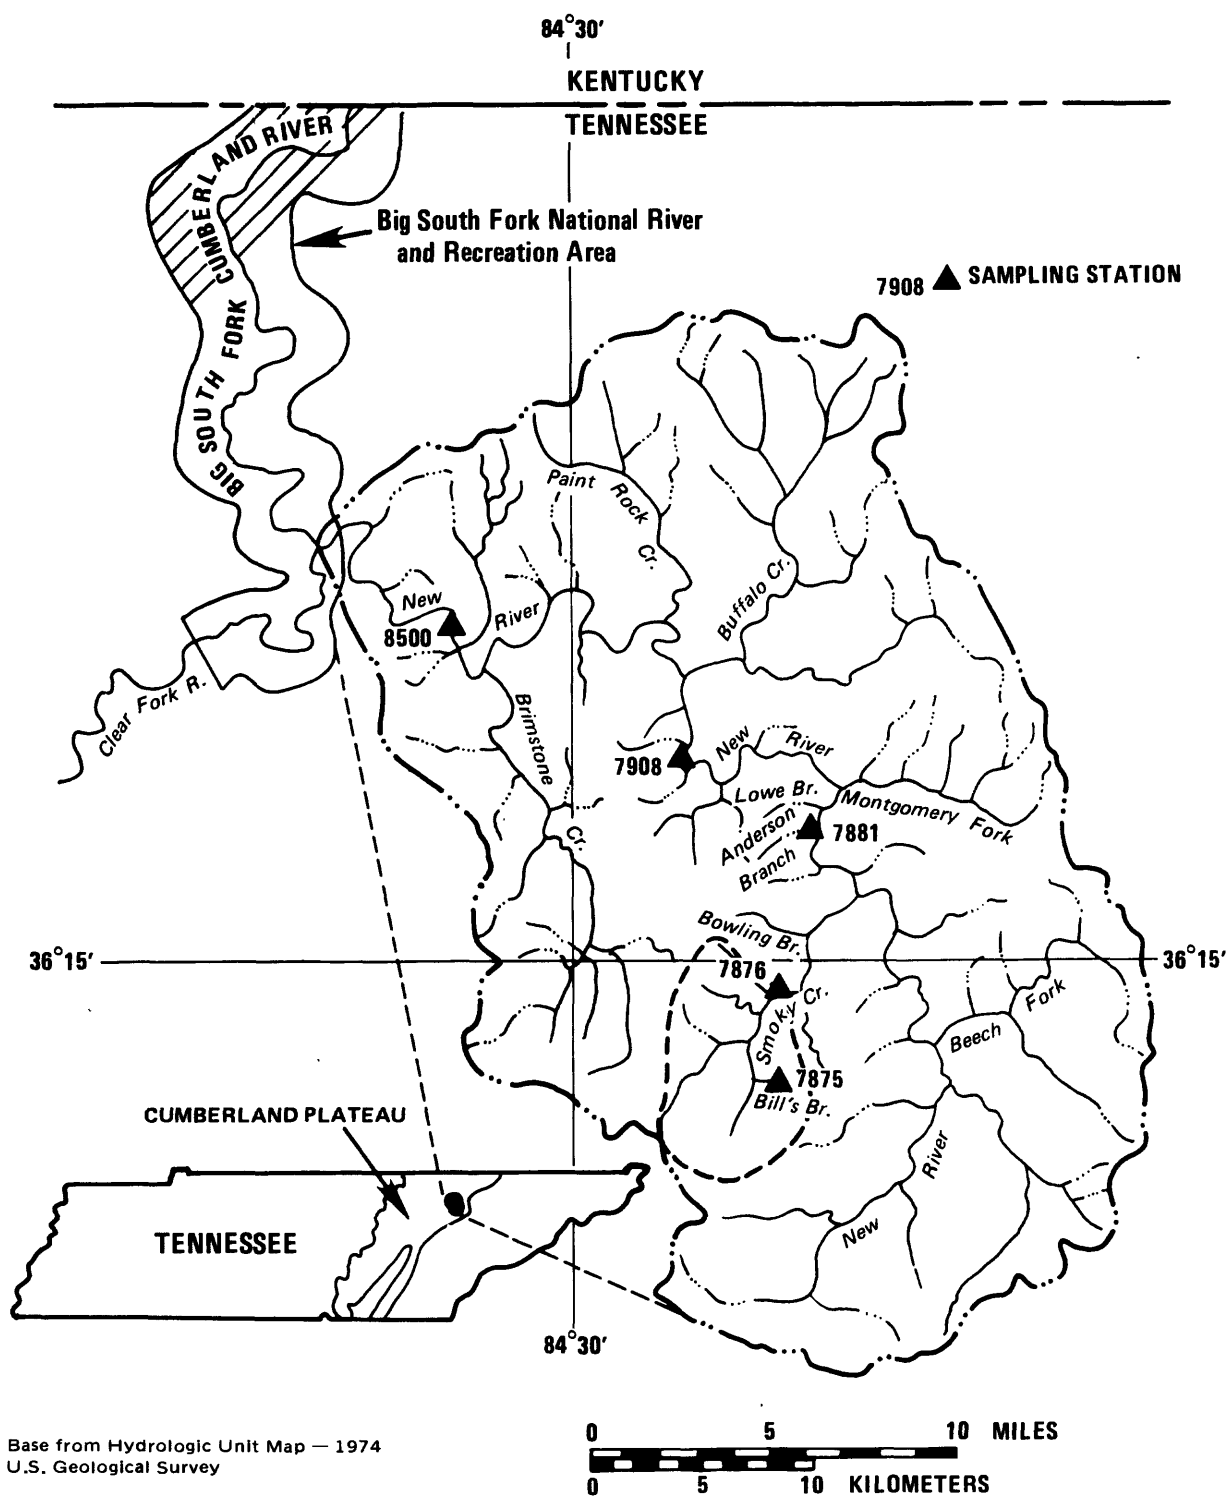 84°30'
KENTUCKY
TENNESSEE
BIG SOUTH FORK CUMBERLAND RIVER
Big South Fork National River
and Recreation Area
7908 SAMPLING STATION
Paint Rock Cr.
Buffalo Cr.
New River
8500
Clear Fork R.
Brimstone Cr.
7908
New River
Lowe Br.
Montgomery Fork
Anderson
Branch
7881
Bowling Br.
36°15'
36°15'
7876
Smoky Cr.
Beech Fork
7875
Bill's Br.
CUMBERLAND PLATEAU
New River
TENNESSEE
84°30'
0 5 10 MILES
0 5 10 KILOMETERS
Base from Hydrologic Unit Map — 1974
U.S. Geological Survey